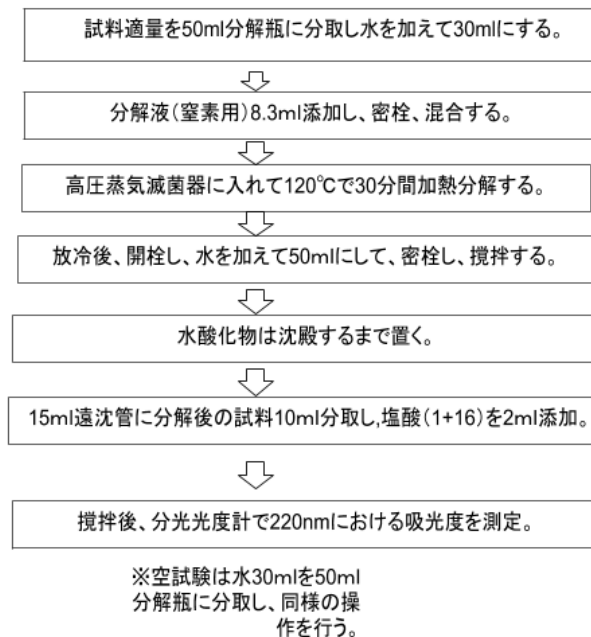 試料適量を50ml分解瓶に分取し水を加えて30mlにする。
分解液(窒素用)8.3ml添加し、密栓、混合する。
高圧蒸気滅菌器に入れて120℃で30分間加熱分解する。
放冷後、開栓し、水を加えて50mlにして、密栓し、撹拌する。
水酸化物は沈殿するまで置く。
15ml遠沈管に分解後の試料10ml分取し,塩酸(1+16)を2ml添加。
撹拌後、分光光度計で220nmにおける吸光度を測定。
※空試験は水30mlを50ml
分解瓶に分取し、同様の操
作を行う。